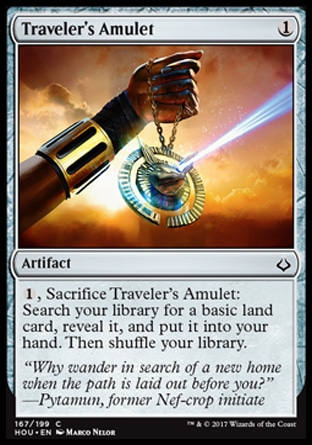 Traveler's Amulet 1
Artifact
1, Sacrifice Traveler's Amulet:
Search your library for a basic land
card, reveal it, and put it into your
hand. Then shuffle your library.
"Why wander in search of a new home
when the path is laid out before you?"
—Pytamun, former Nef-crop initiate
167/199 C
HOU • EN Marco Nelor
™ & © 2017 Wizards of the Coast